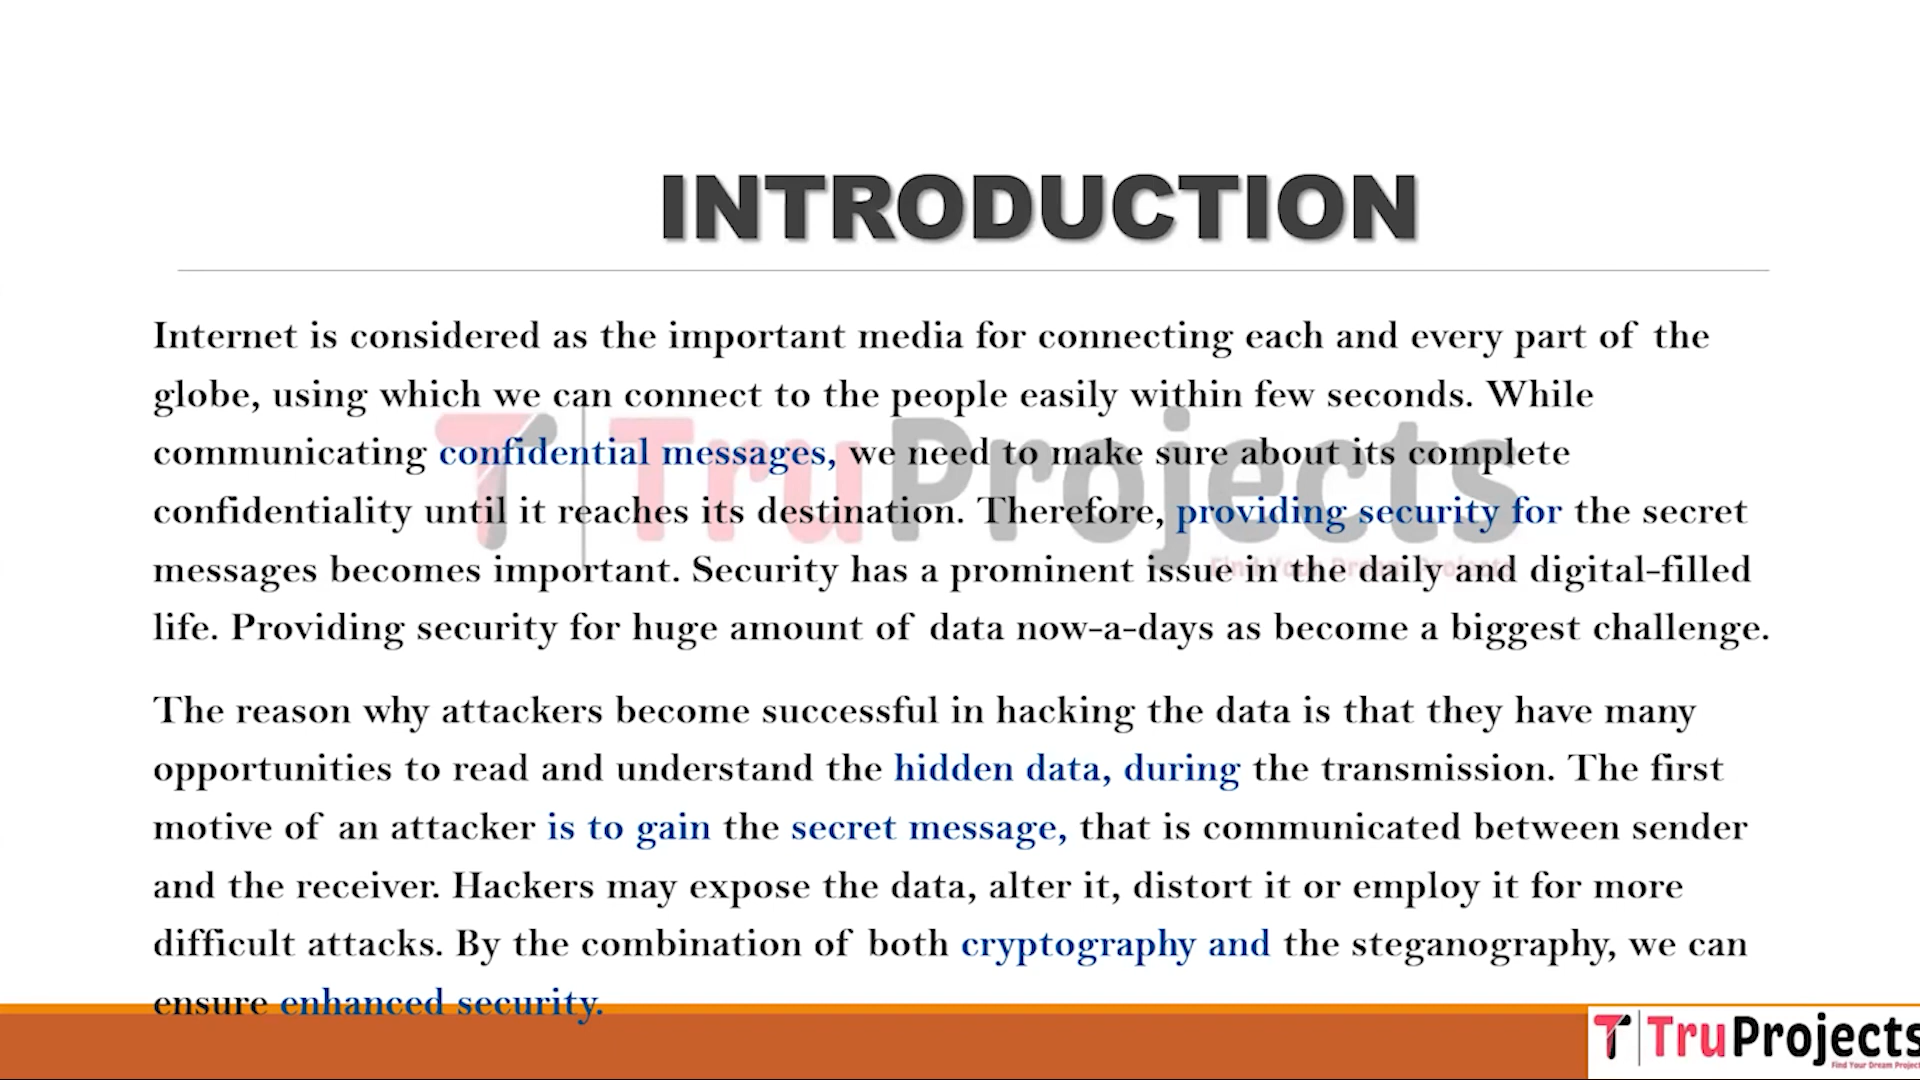 INTRODUCTION
Internet is considered as the important media for connecting each and every part of the
globe, using which we can connect to the people easily within few seconds. While
communicating confidential messages, we need to make sure about its complete
confidentiality until it reaches its destination. Therefore, providing security for the secret
messages becomes important. Security has a prominent issue in the daily and digital-filled
life. Providing security for huge amount of data now-a-days as become a biggest challenge.
The reason why attackers become successful in hacking the data is that they have many
opportunities to read and understand the hidden data, during the transmission. The first
motive of an attacker is to gain the secret message, that is communicated between sender
and the receiver. Hackers may expose the data, alter it, distort it or employ it for more
difficult attacks. By the combination of both cryptography and the steganography, we can
ensure enhanced security.
TruProjects
Find Your Dream Projects
TruProjects
Find Your Dream Project